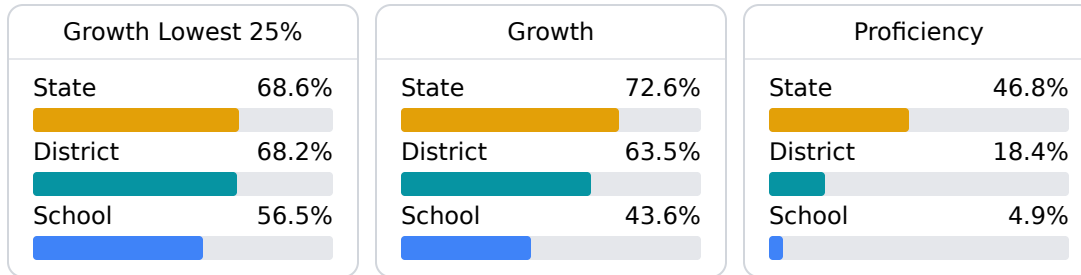 Growth Lowest 25%
State 68.6%
District 68.2%
School 56.5%
Growth
State 72.6%
District 63.5%
School 43.6%
Proficiency
State 46.8%
District 18.4%
School 4.9%